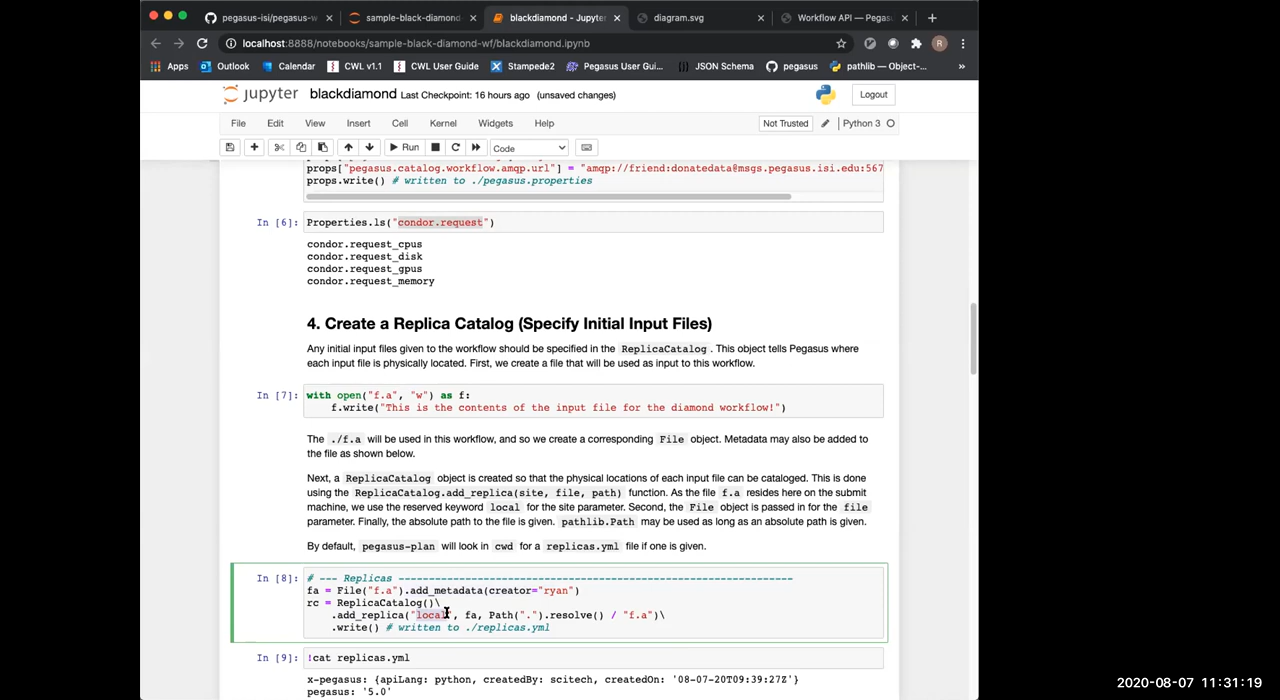 pegasus-isi/pegasus-w
sample-black-diamond
blackdiamond - Jupyter
diagram.svg
Workflow API — Pegas
localhost:8888/notebooks/sample-black-diamond-wf/blackdiamond.ipynb
R
Apps
Outlook
Calendar
CWL v1.1
CWL User Guide
Stampede2
Pegasus User Gui...
JSON Schema
pegasus
pathlib — Object-...
»
jupyter
blackdiamond Last Checkpoint: 16 hours ago (unsaved changes)
Logout
File
Edit
View
Insert
Cell
Kernel
Widgets
Help
Not Trusted
Python 3
Run
Code
props["pegasus.catalog.workflow.amqp.url"] = "amqp://friend:donatedata@msgs.pegasus.isi.edu:567
props.write() # written to ./pegasus.properties
In [6]: Properties.ls("condor.request")
condor.request_cpus
condor.request_disk
condor.request_gpus
condor.request_memory
4. Create a Replica Catalog (Specify Initial Input Files)
Any initial input files given to the workflow should be specified in the ReplicaCatalog . This object tells Pegasus where
each input file is physically located. First, we create a file that will be used as input to this workflow.
In [7]: with open("f.a", "w") as f:
f.write("This is the contents of the input file for the diamond workflow!")
The ./f.a will be used in this workflow, and so we create a corresponding File object. Metadata may also be added to
the file as shown below.
Next, a ReplicaCatalog object is created so that the physical locations of each input file can be cataloged. This is done
using the ReplicaCatalog.add_replica(site, file, path) function. As the file f.a resides here on the submit
machine, we use the reserved keyword local for the site parameter. Second, the File object is passed in for the file
parameter. Finally, the absolute path to the file is given. pathlib.Path may be used as long as an absolute path is given.
By default, pegasus-plan will look in cwd for a replicas.yml file if one is given.
In [8]: # --- Replicas -----------------------------------------------------------------
fa = File("f.a").add_metadata(creator="ryan")
rc = ReplicaCatalog()\
.add_replica("local", fa, Path(".").resolve() / "f.a")\
.write() # written to ./replicas.yml
In [9]: !cat replicas.yml
x-pegasus: {apiLang: python, createdBy: scitech, createdOn: '08-07-20T09:39:27Z'}
pegasus: '5.0'
2020-08-07 11:31:19